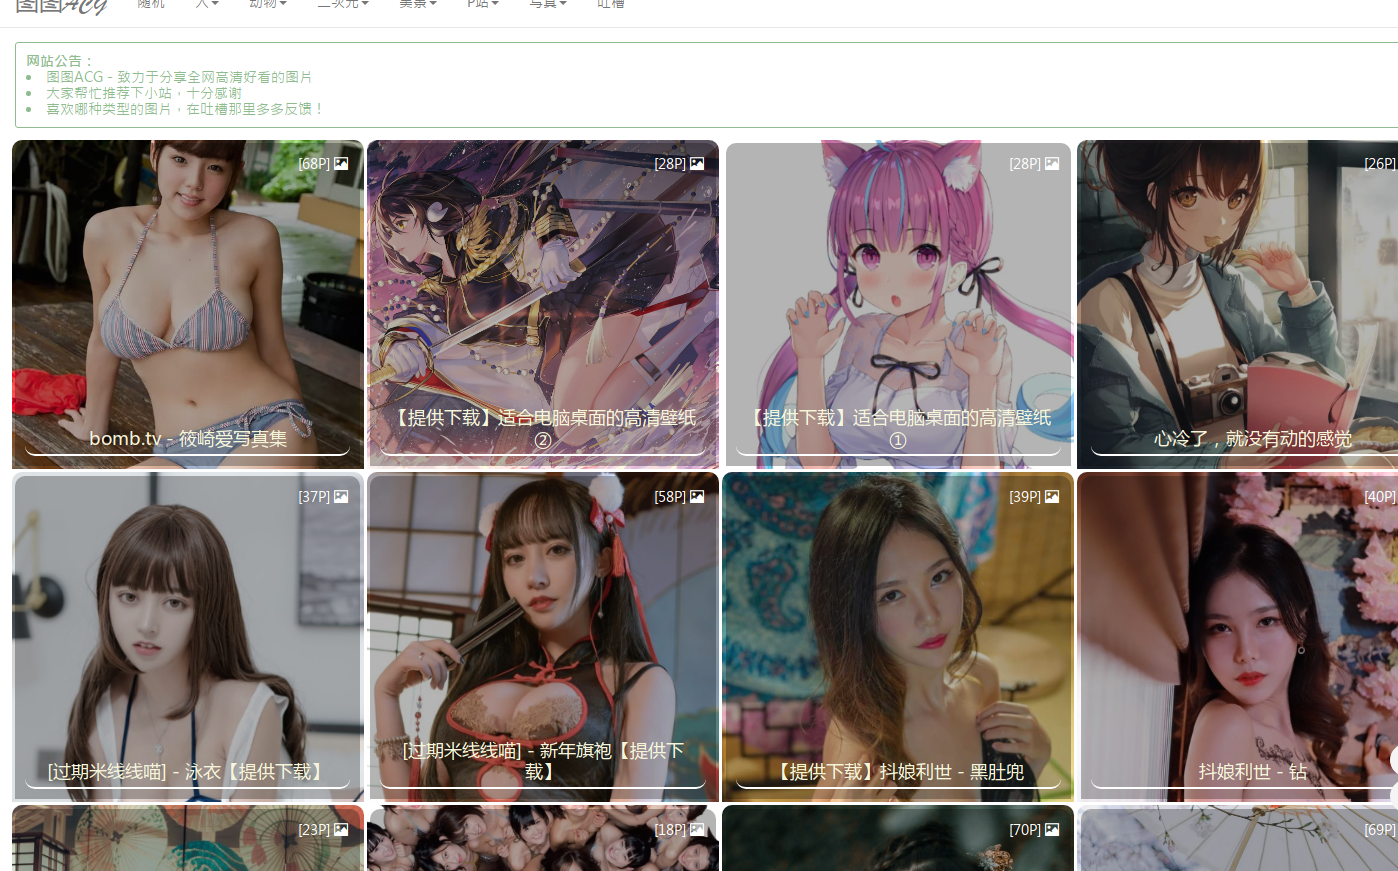 图图ACG 随机 人 动物 二次元 美景 P站 写真 吐槽
网站公告：
图图ACG - 致力于分享全网高清好看的图片
大家帮忙推荐下小站，十分感谢
喜欢哪种类型的图片，在吐槽那里多多反馈！
[68P]
bomb.tv - 筱崎爱写真集
[28P]
【提供下载】适合电脑桌面的高清壁纸
②
[28P]
【提供下载】适合电脑桌面的高清壁纸
①
[26P]
心冷了，就没有动的感觉
[37P]
[过期米线线喵] - 泳衣【提供下载】
[58P]
[过期米线线喵] - 新年旗袍【提供下
载】
[39P]
【提供下载】抖娘利世 - 黑肚兜
[40P]
抖娘利世 - 钻
[23P]
[18P]
[70P]
[69P]